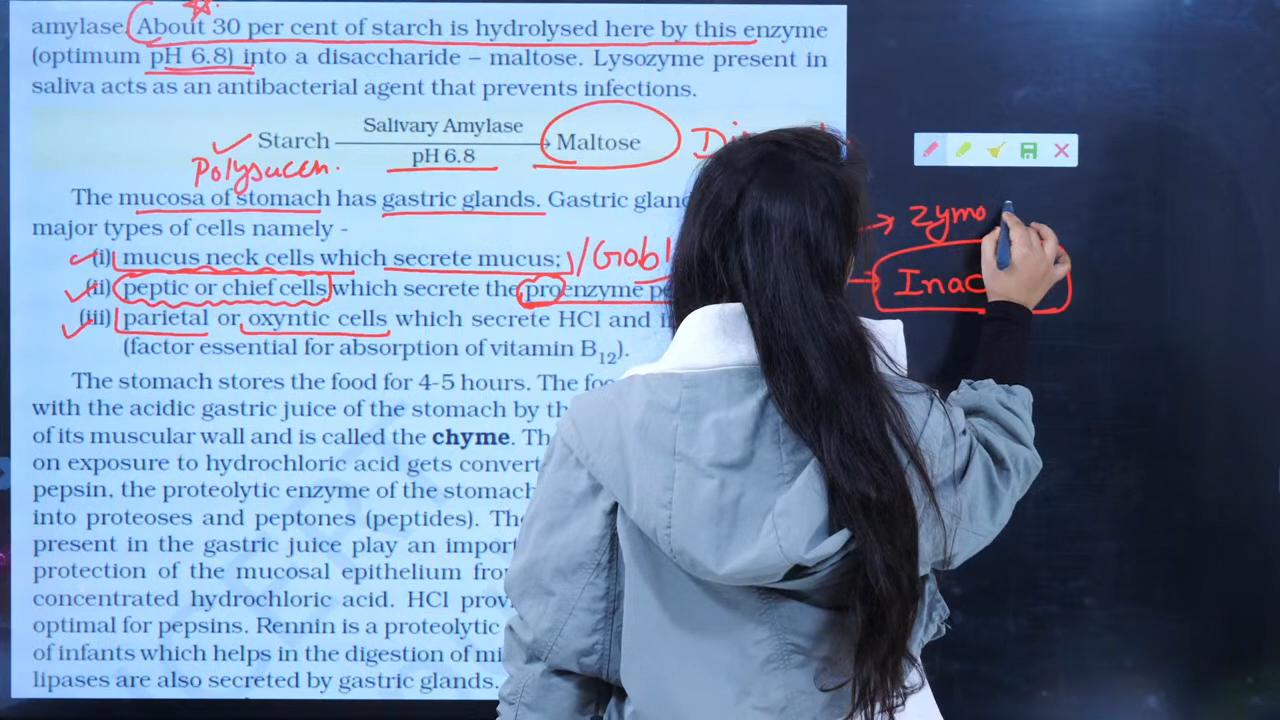 amylase. About 30 per cent of starch is hydrolysed here by this enzyme
(optimum pH 6.8) into a disaccharide – maltose. Lysozyme present in
saliva acts as an antibacterial agent that prevents infections.
Starch Salivary Amylase pH 6.8 Maltose
Polysaccn.
The mucosa of stomach has gastric glands. Gastric gland
major types of cells namely -
zymo
(i) mucus neck cells which secrete mucus; /Gobl
(ii) peptic or chief cells which secrete the proenzyme pe
Inac
(iii) parietal or oxyntic cells which secrete HCl and i
(factor essential for absorption of vitamin B12).
The stomach stores the food for 4-5 hours. The foo
with the acidic gastric juice of the stomach by th
of its muscular wall and is called the chyme. Th
on exposure to hydrochloric acid gets convert
pepsin, the proteolytic enzyme of the stomach
into proteoses and peptones (peptides). The
present in the gastric juice play an import
protection of the mucosal epithelium fro
concentrated hydrochloric acid. HCl prov
optimal for pepsins. Rennin is a proteolytic
of infants which helps in the digestion of mi
lipases are also secreted by gastric glands.